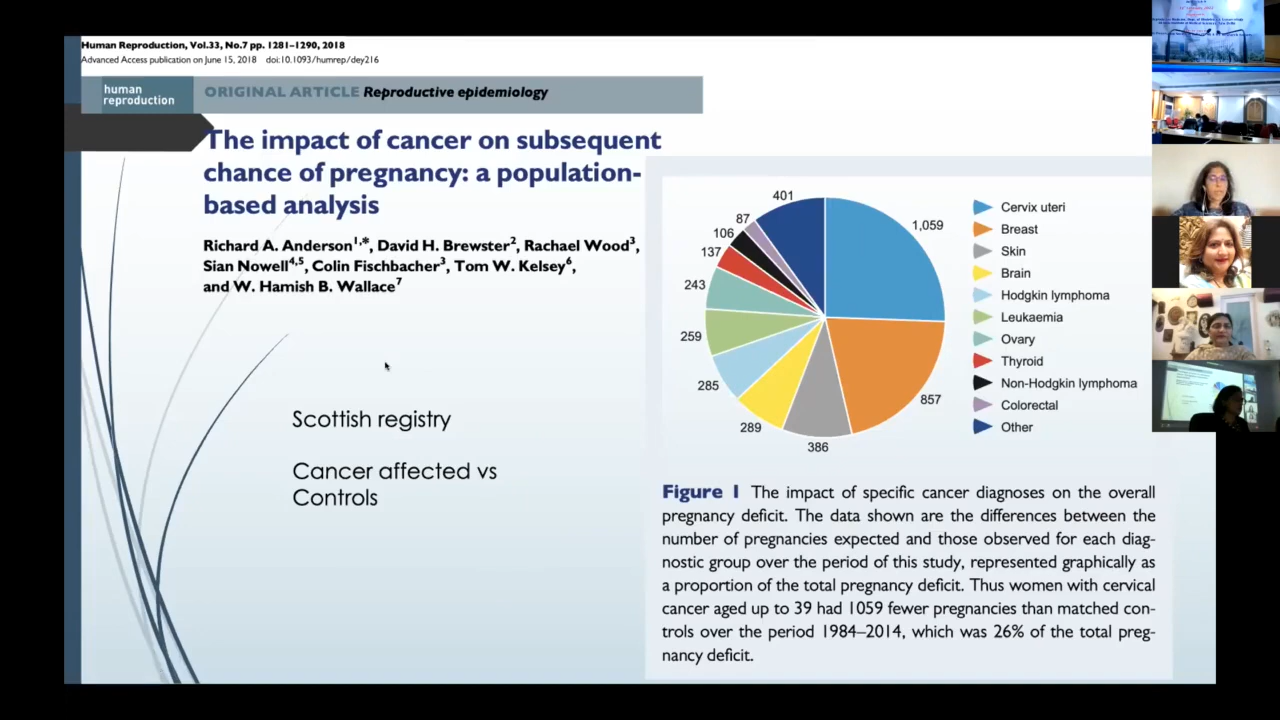 Human Reproduction, Vol.33, No.7 pp. 1281–1290, 2018
Advanced Access publication on June 15, 2018 doi:10.1093/humrep/dey216
human
reproduction
ORIGINAL ARTICLE Reproductive epidemiology
The impact of cancer on subsequent
chance of pregnancy: a population-
based analysis
Richard A. Anderson1,*, David H. Brewster2, Rachael Wood3,
Sian Nowell4,5, Colin Fischbacher3, Tom W. Kelsey6,
and W. Hamish B. Wallace7
Scottish registry
Cancer affected vs
Controls
401
87
106
137
243
259
285
289
386
857
1,059
Cervix uteri
Breast
Skin
Brain
Hodgkin lymphoma
Leukaemia
Ovary
Thyroid
Non-Hodgkin lymphoma
Colorectal
Other
Figure 1 The impact of specific cancer diagnoses on the overall
pregnancy deficit. The data shown are the differences between the
number of pregnancies expected and those observed for each diag-
nostic group over the period of this study, represented graphically as
a proportion of the total pregnancy deficit. Thus women with cervical
cancer aged up to 39 had 1059 fewer pregnancies than matched con-
trols over the period 1984–2014, which was 26% of the total preg-
nancy deficit.